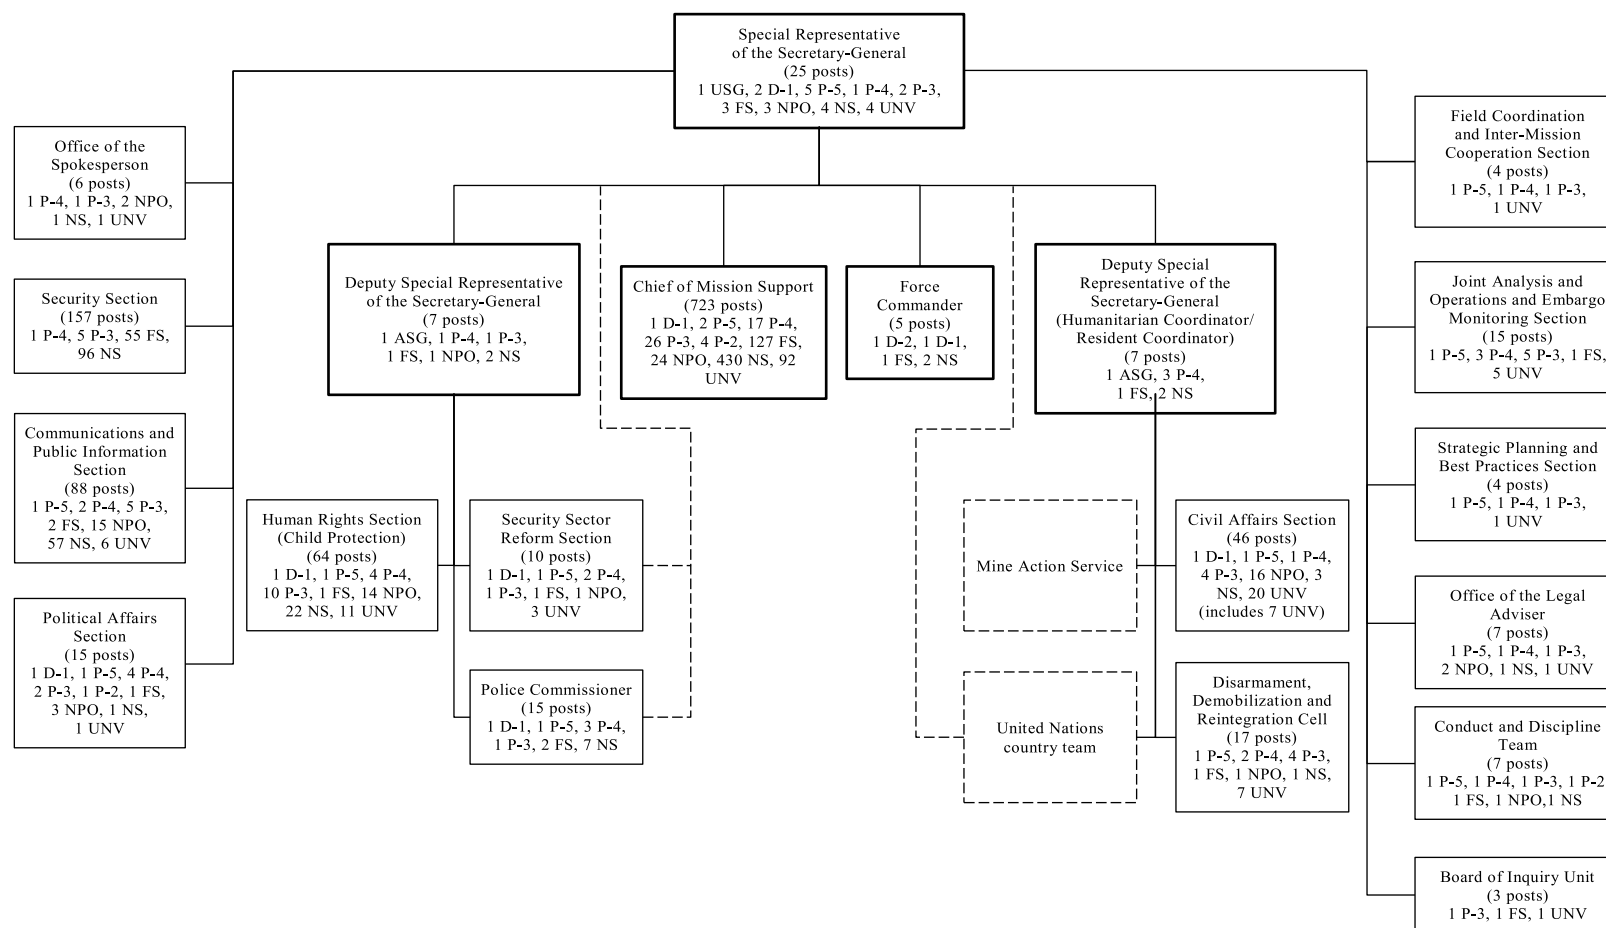 Special Representative
of the Secretary-General
(25 posts)
1 USG, 2 D-1, 5 P-5, 1 P-4, 2 P-3,
3 FS, 3 NPO, 4 NS, 4 UNV
Office of the
Spokesperson
(6 posts)
1 P-4, 1 P-3, 2 NPO,
1 NS, 1 UNV
Security Section
(157 posts)
1 P-4, 5 P-3, 55 FS,
96 NS
Communications and
Public Information
Section
(88 posts)
1 P-5, 2 P-4, 5 P-3,
2 FS, 15 NPO,
57 NS, 6 UNV
Political Affairs
Section
(15 posts)
1 D-1, 1 P-5, 4 P-4,
2 P-3, 1 P-2, 1 FS,
3 NPO, 1 NS,
1 UNV
Deputy Special Representative
of the Secretary-General
(7 posts)
1 ASG, 1 P-4, 1 P-3,
1 FS, 1 NPO, 2 NS
Chief of Mission Support
(723 posts)
1 D-1, 2 P-5, 17 P-4,
26 P-3, 4 P-2, 127 FS,
24 NPO, 430 NS, 92
UNV
Force
Commander
(5 posts)
1 D-2, 1 D-1,
1 FS, 2 NS
Deputy Special
Representative of the
Secretary-General
(Humanitarian Coordinator/
Resident Coordinator)
(7 posts)
1 ASG, 3 P-4,
1 FS, 2 NS
Human Rights Section
(Child Protection)
(64 posts)
1 D-1, 1 P-5, 4 P-4,
10 P-3, 1 FS, 14 NPO,
22 NS, 11 UNV
Security Sector
Reform Section
(10 posts)
1 D-1, 1 P-5, 2 P-4,
1 P-3, 1 FS, 1 NPO,
3 UNV
Police Commissioner
(15 posts)
1 D-1, 1 P-5, 3 P-4,
1 P-3, 2 FS, 7 NS
Mine Action Service
Civil Affairs Section
(46 posts)
1 D-1, 1 P-5, 1 P-4,
4 P-3, 16 NPO, 3
NS, 20 UNV
(includes 7 UNV)
United Nations
country team
Disarmament,
Demobilization and
Reintegration Cell
(17 posts)
1 P-5, 2 P-4, 4 P-3,
1 FS, 1 NPO, 1 NS,
7 UNV
Field Coordination
and Inter-Mission
Cooperation Section
(4 posts)
1 P-5, 1 P-4, 1 P-3,
1 UNV
Joint Analysis and
Operations and Embargo
Monitoring Section
(15 posts)
1 P-5, 3 P-4, 5 P-3, 1 FS,
5 UNV
Strategic Planning and
Best Practices Section
(4 posts)
1 P-5, 1 P-4, 1 P-3,
1 UNV
Office of the Legal
Adviser
(7 posts)
1 P-5, 1 P-4, 1 P-3,
2 NPO, 1 NS, 1 UNV
Conduct and Discipline
Team
(7 posts)
1 P-5, 1 P-4, 1 P-3, 1 P-2
1 FS, 1 NPO,1 NS
Board of Inquiry Unit
(3 posts)
1 P-3, 1 FS, 1 UNV